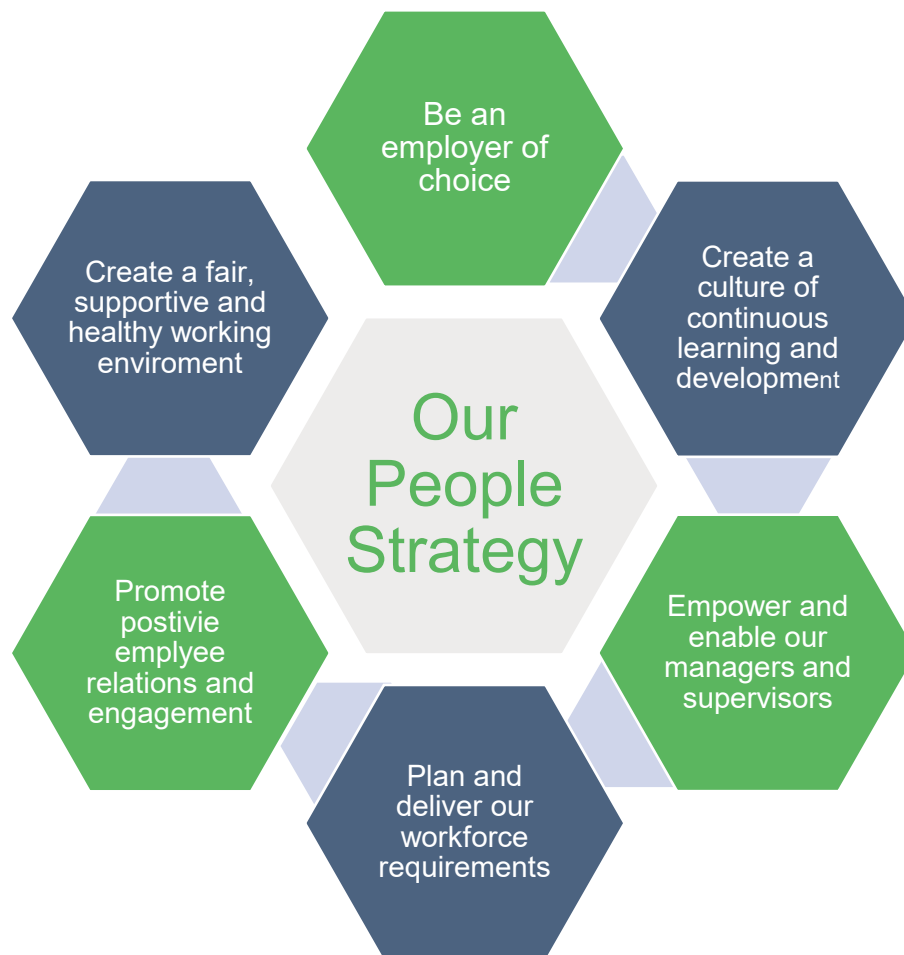 Be an
employer of
choice
Create a
culture of
continuous
learning and
development
Empower and
enable our
managers and
supervisors
Plan and
deliver our
workforce
requirements
Promote
postivie
emplyee
relations and
engagement
Create a fair,
supportive and
healthy working
enviroment
Our
People
Strategy